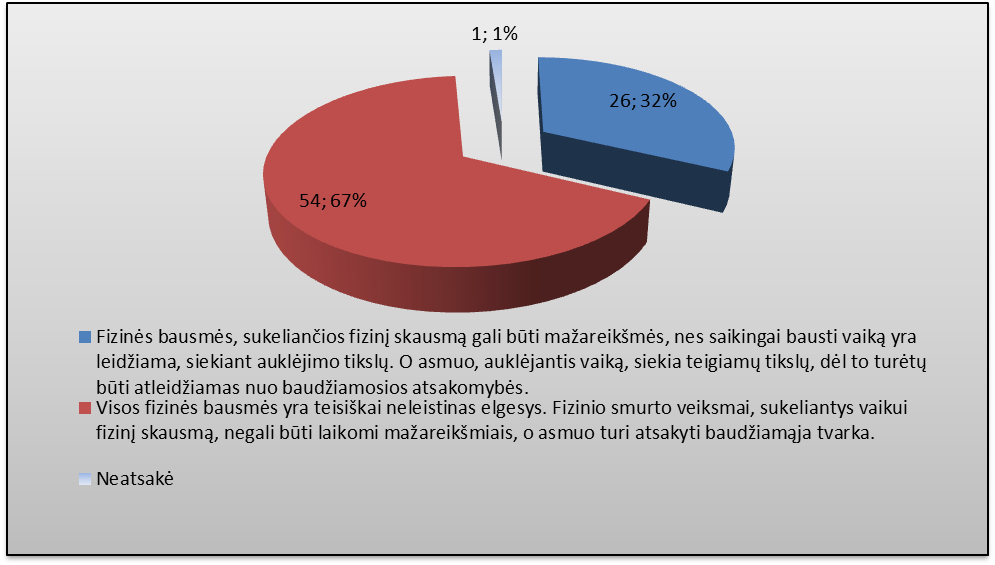 1; 1%
26; 32%
54; 67%
Fizinės bausmės, sukeliančios fizinį skausmą gali būti mažareikšmės, nes saikingai bausti vaiką yra
leidžiama, siekiant auklėjimo tikslų. O asmuo, auklėjantis vaiką, siekia teigiamų tikslų, dėl to turėtų
būti atleidžiamas nuo baudžiamosios atsakomybės.
Visos fizinės bausmės yra teisiškai neleistinas elgesys. Fizinio smurto veiksmai, sukeliantys vaikui
fizinį skausmą, negali būti laikomi mažareikšmiais, o asmuo turi atsakyti baudžiamąja tvarka.
Neatsakė